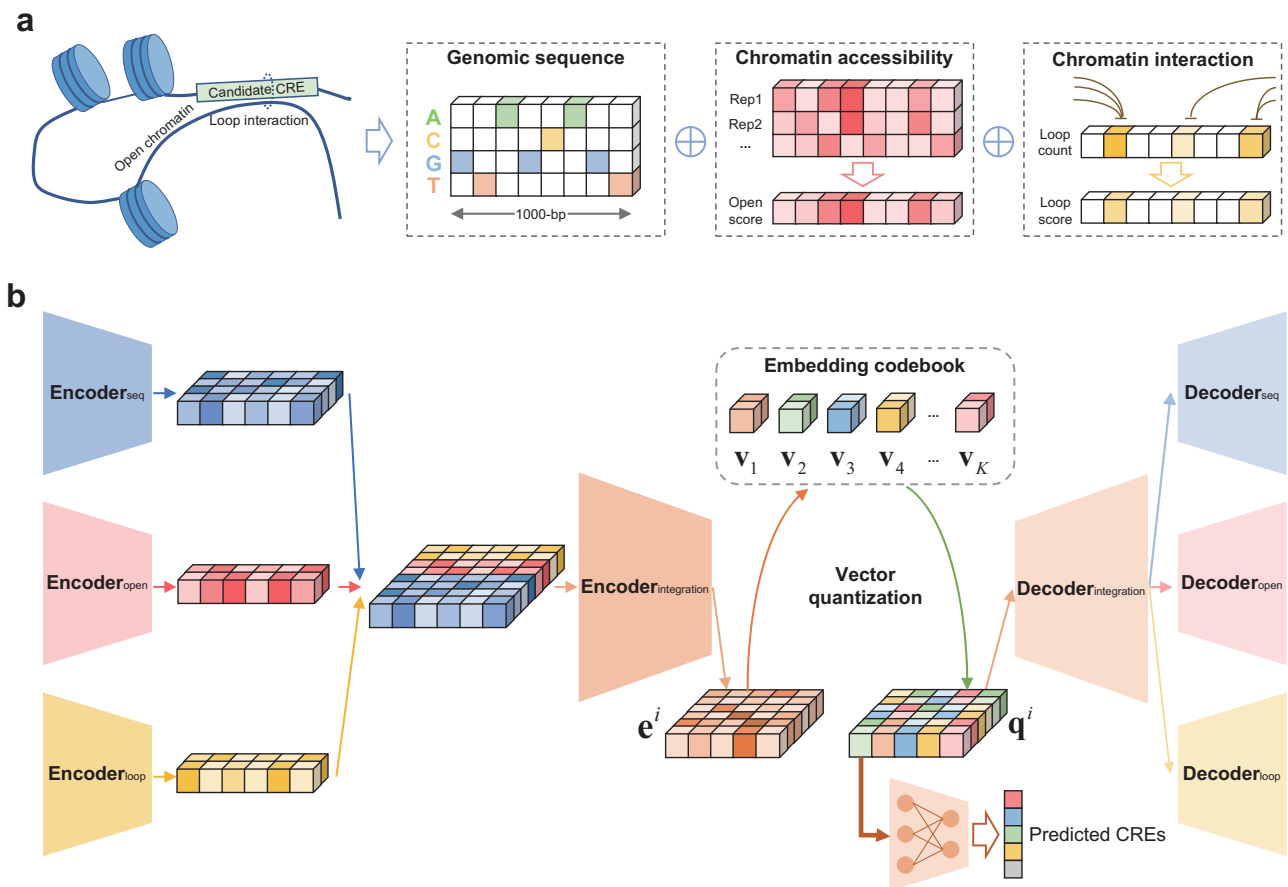 a
Candidate CRE
Open chromatin
Loop interaction
Genomic sequence
A
C
G
T
1000-bp
Chromatin accessibility
Rep1
Rep2
...
Open
score
Chromatin interaction
Loop
count
Loop
score
b
Encoderseq
Encoderopen
Encoderloop
Encoderintegration
Embedding codebook
v1 v2 v3 v4 ... vK
...
Vector
quantization
e^i
q^i
Predicted CREs
Decoderintegration
Decoderseq
Decoderopen
Decoderloop